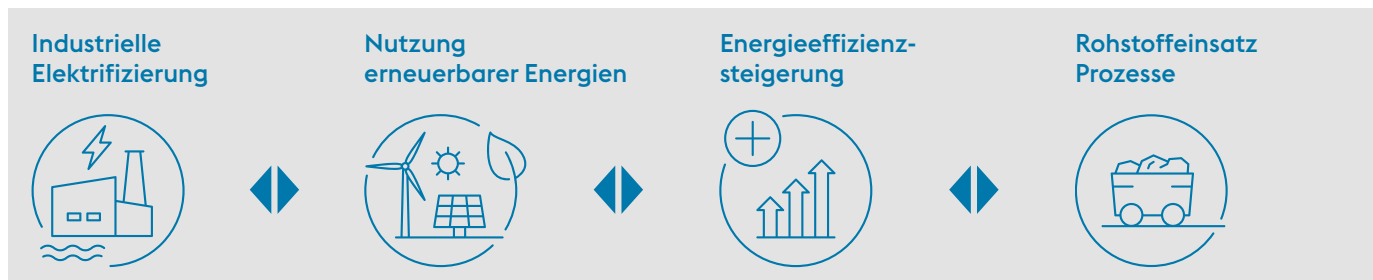 Industrielle
Elektrifizierung
Nutzung
erneuerbarer Energien
Energieeffizienz-
steigerung
Rohstoffeinsatz
Prozesse